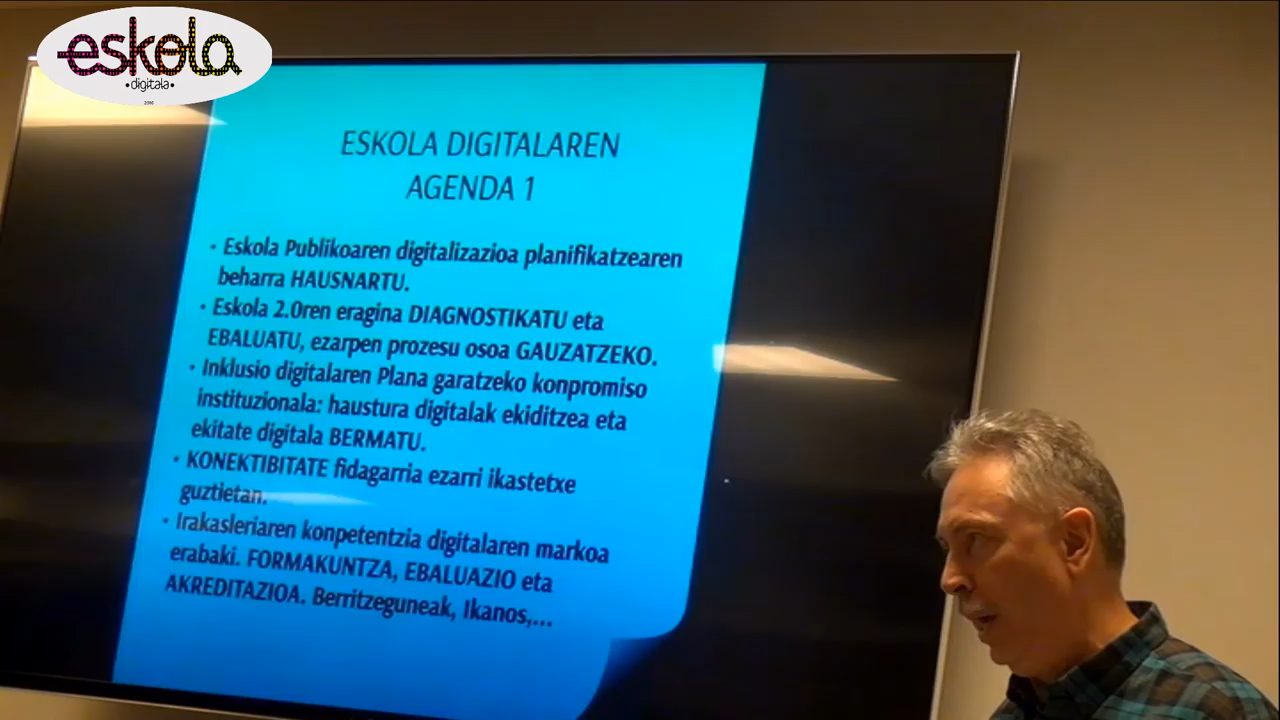 eskola
•digitala•
2016
ESKOLA DIGITALAREN
AGENDA 1
• Eskola Publikoaren digitalizazioa planifikatzearen
beharra HAUSNARTU.
• Eskola 2.0ren eragina DIAGNOSTIKATU eta
EBALUATU, ezarpen prozesu osoa GAUZATZEKO.
• Inklusio digitalaren Plana garatzeko konpromiso
instituzionala: haustura digitalak ekiditzea eta
ekitate digitala BERMATU.
• KONEKTIBITATE fidagarria ezarri ikastetxe
guztietan.
• Irakasleriaren konpetentzia digitalaren markoa
erabaki. FORMAKUNTZA, EBALUAZIO eta
AKREDITAZIOA. Berritzeguneak, Ikanos,...